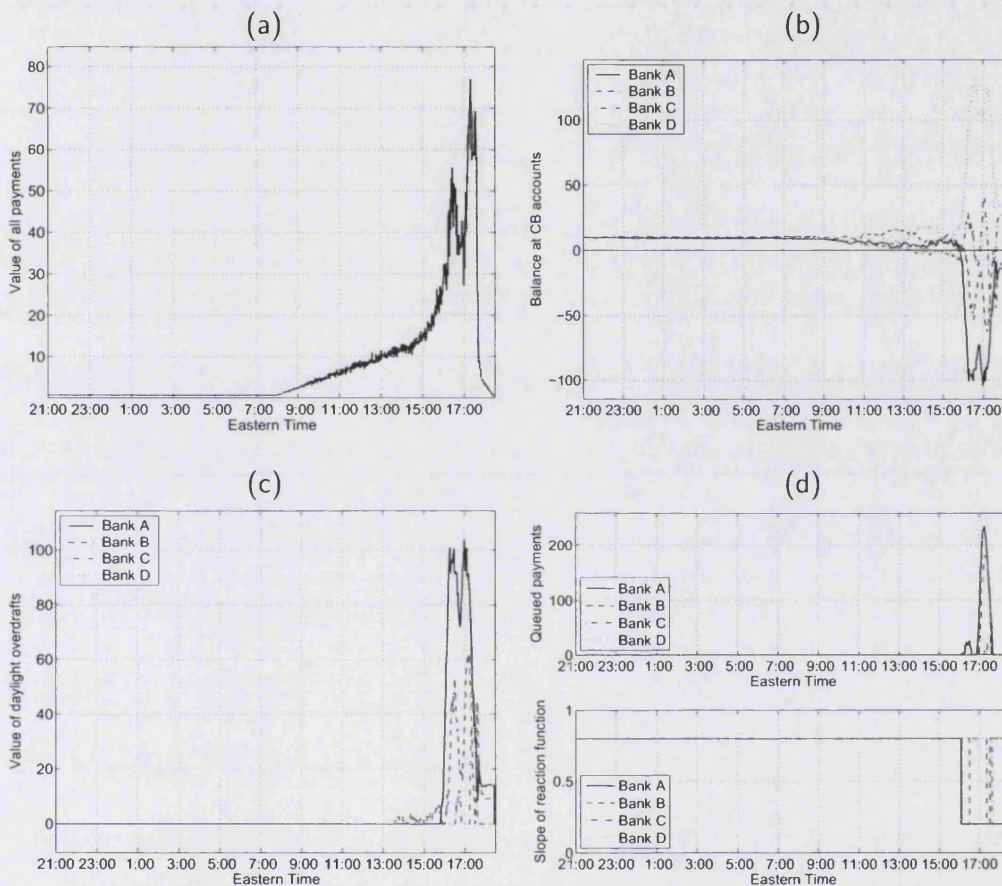 (a)
Value of all payments
80
70
60
50
40
30
20
10
21:00 23:00 1:00 3:00 5:00 7:00 9:00 11:00 13:00 15:00 17:00
Eastern Time
(b)
Balance at CB accounts
Bank A
Bank B
Bank C
Bank D
100
50
0
−50
−100
21:00 23:00 1:00 3:00 5:00 7:00 9:00 11:00 13:00 15:00 17:00
Eastern Time
(c)
Value of daylight overdrafts
Bank A
Bank B
Bank C
Bank D
100
80
60
40
20
0
21:00 23:00 1:00 3:00 5:00 7:00 9:00 11:00 13:00 15:00 17:00
Eastern Time
(d)
Queued payments
200
100
0
Bank A
Bank B
Bank C
Bank D
21:00 23:00 1:00 3:00 5:00 7:00 9:00 11:00 13:00 15:00 17:00
Eastern Time
Slope of reaction function
1
0.5
0
Bank A
Bank B
Bank C
Bank D
21:00 23:00 1:00 3:00 5:00 7:00 9:00 11:00 13:00 15:00 17:00
Eastern Time